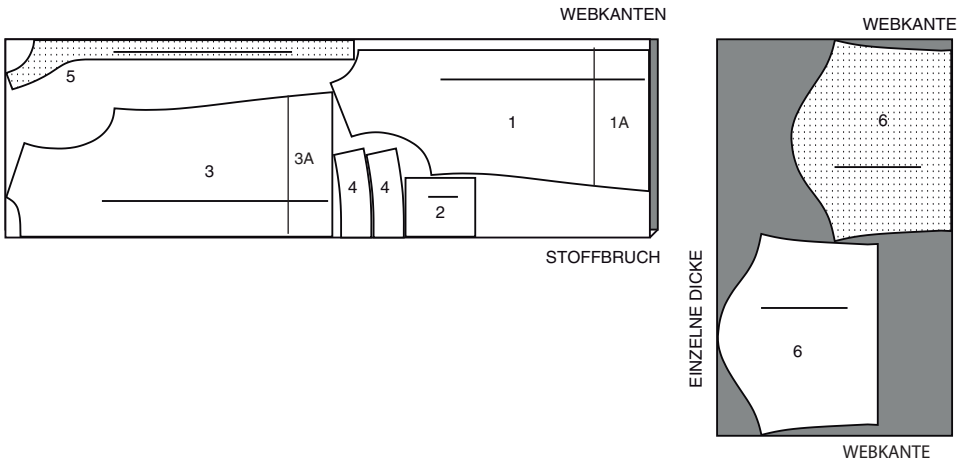 WEBKANTEN
5
1
1A
3
3A
4
4
2
STOFFBRUCH
WEBKANTE
6
EINZELNE DICKE
6
WEBKANTE